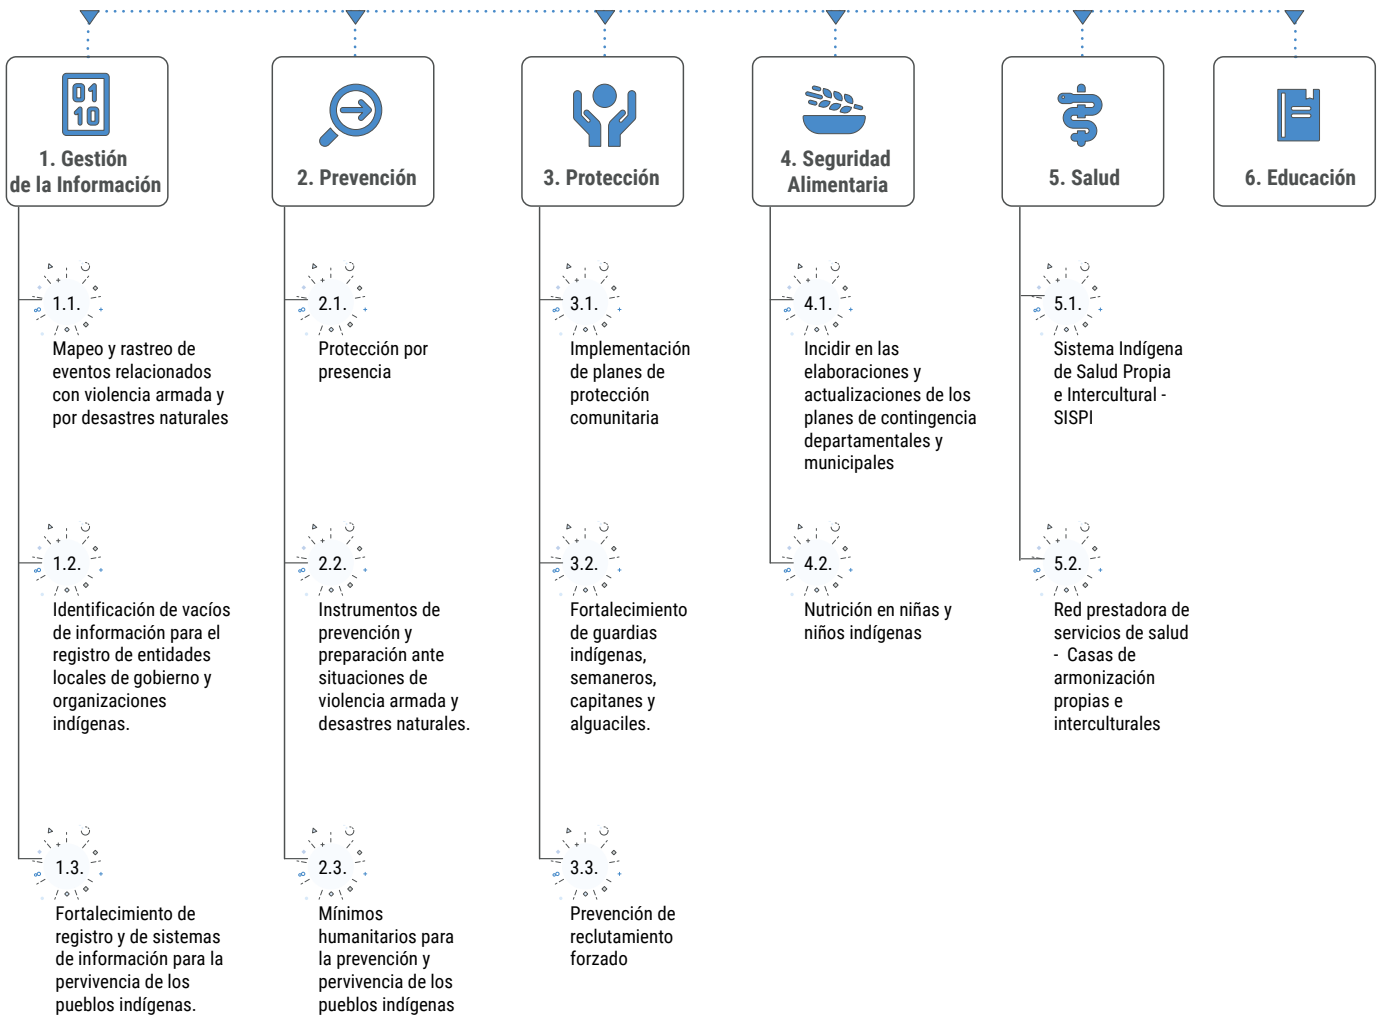 01
10
1. Gestión
de la Información
2. Prevención
3. Protección
4. Seguridad
Alimentaria
5. Salud
6. Educación
1.1.
Mapeo y rastreo de
eventos relacionados
con violencia armada y
por desastres naturales
1.2.
Identificación de vacíos
de información para el
registro de entidades
locales de gobierno y
organizaciones
indígenas.
1.3.
Fortalecimiento de
registro y de sistemas
de información para la
pervivencia de los
pueblos indígenas.
2.1.
Protección por
presencia
2.2.
Instrumentos de
prevención y
preparación ante
situaciones de
violencia armada y
desastres naturales.
2.3.
Mínimos
humanitarios para
la prevención y
pervivencia de los
pueblos indígenas
3.1.
Implementación
de planes de
protección
comunitaria
3.2.
Fortalecimiento
de guardias
indígenas,
semaneros,
capitanes y
alguaciles.
3.3.
Prevención de
reclutamiento
forzado
4.1.
Incidir en las
elaboraciones y
actualizaciones de los
planes de contingencia
departamentales y
municipales
4.2.
Nutrición en niñas y
niños indígenas
5.1.
Sistema Indígena
de Salud Propia
e Intercultural -
SISPI
5.2.
Red prestadora de
servicios de salud
- Casas de
armonización
propias e
interculturales